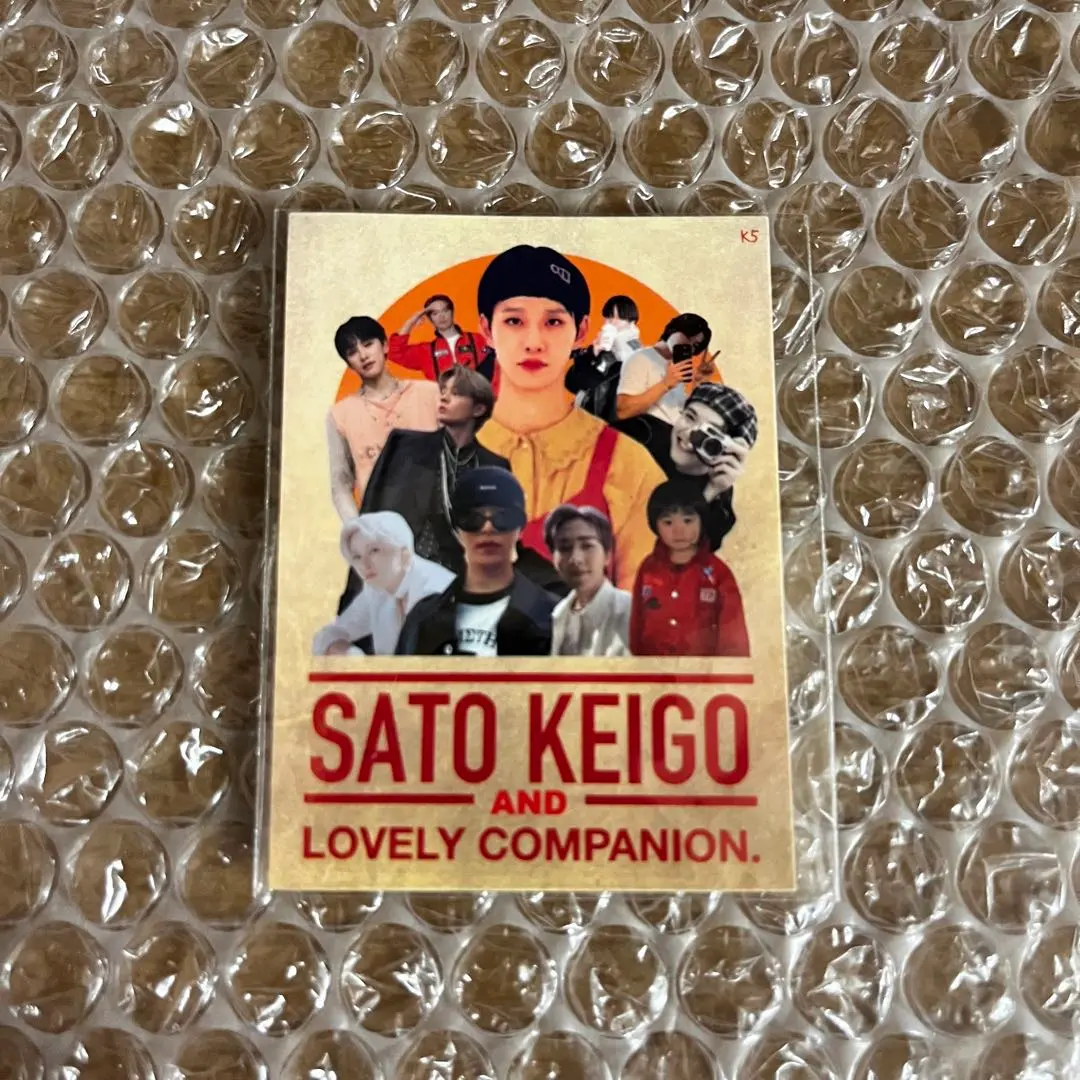 K5
SATO KEIGO
AND
LOVELY COMPANION.